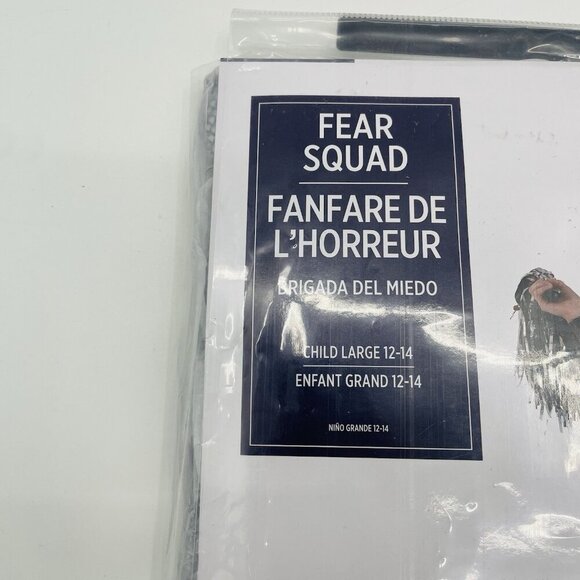 FEAR
SQUAD
FANFARE DE
L'HORREUR
BRIGADA DEL MIEDO
CHILD LARGE 12-14
ENFANT GRAND 12-14
NIÑO GRANDE 12-14